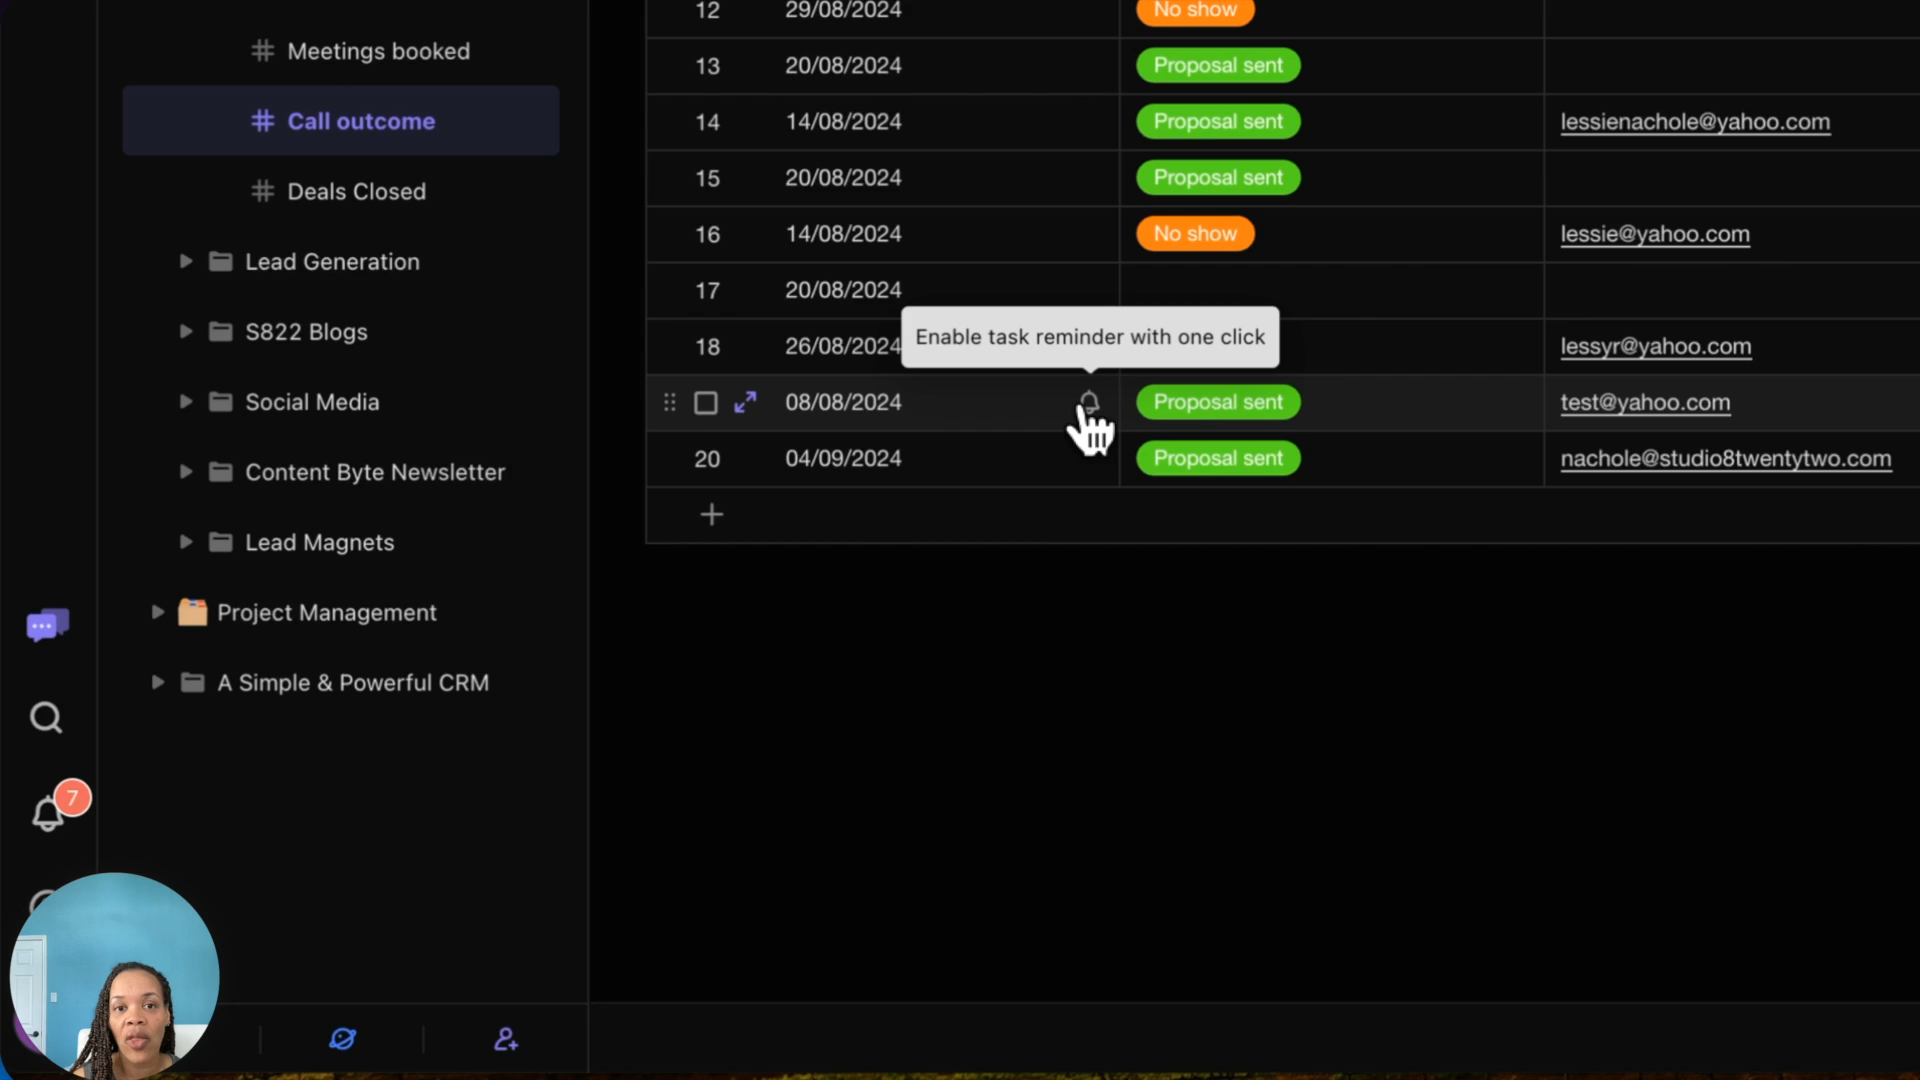 Meetings booked
Call outcome
Deals Closed
Lead Generation
S822 Blogs
Social Media
Content Byte Newsletter
Lead Magnets
Project Management
A Simple & Powerful CRM
7
12 29/08/2024 No show
13 20/08/2024 Proposal sent
14 14/08/2024 Proposal sent lessienachole@yahoo.com
15 20/08/2024 Proposal sent
16 14/08/2024 No show lessie@yahoo.com
17 20/08/2024
Enable task reminder with one click
18 26/08/2024 lessyr@yahoo.com
08/08/2024 Proposal sent test@yahoo.com
20 04/09/2024 Proposal sent nachole@studio8twentytwo.com